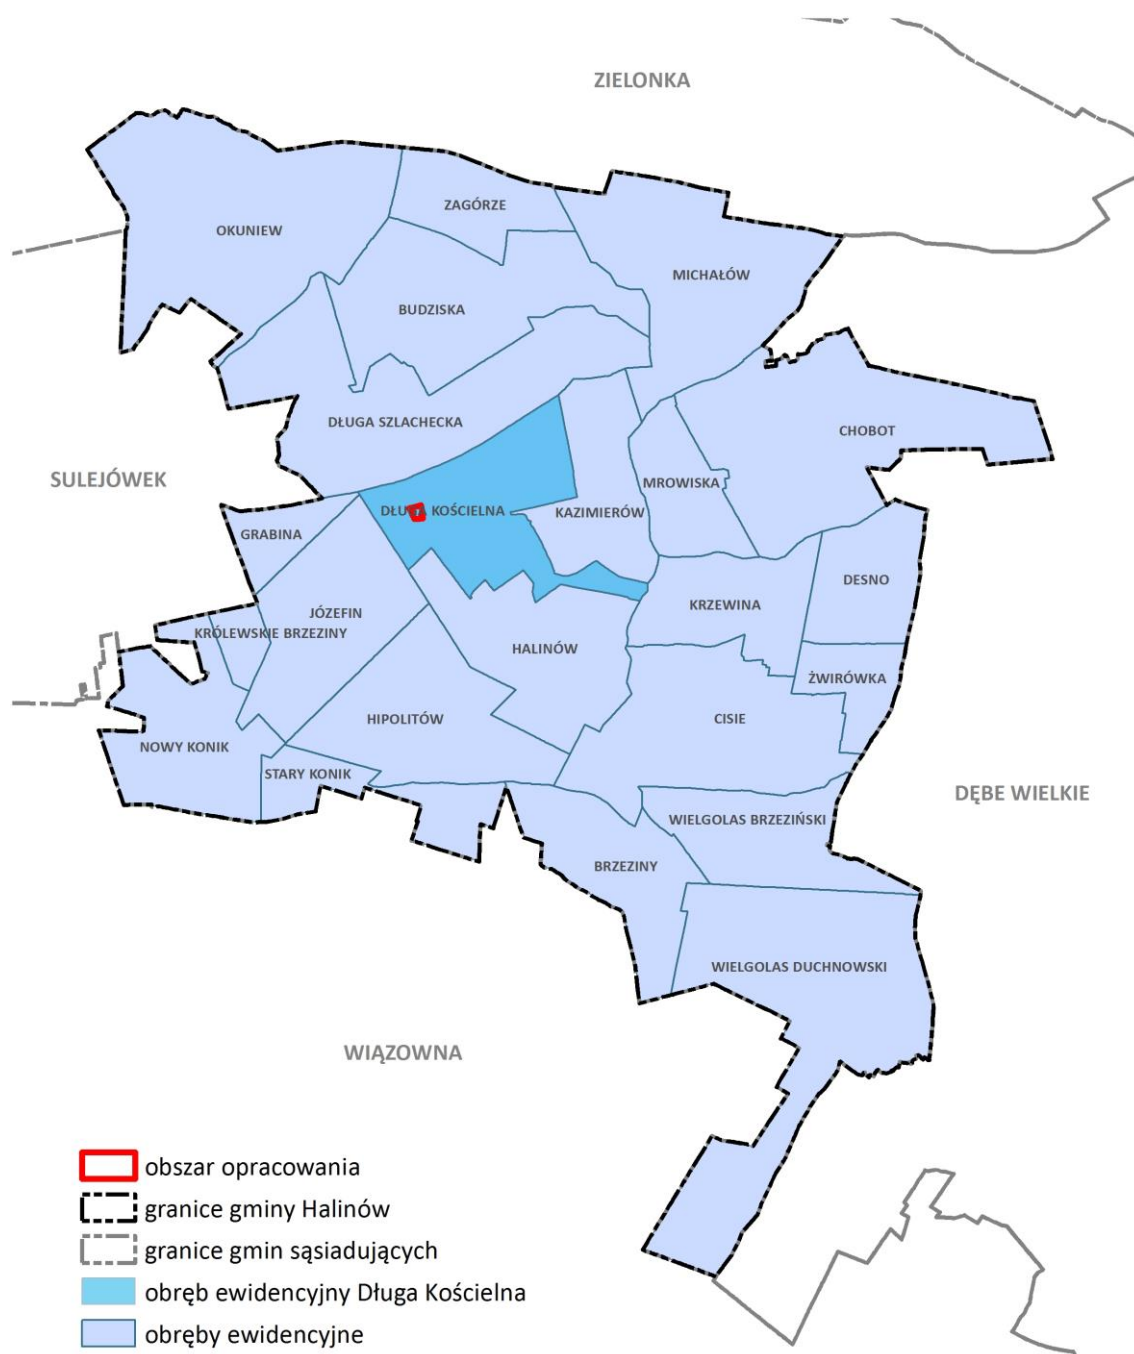 ZIELONKA
ZAGÓRZE
OKUNIEW
MICHAŁÓW
BUDZISKA
DŁUGA SZLACHECKA
CHOBOT
SULEJÓWEK
MROWISKA
DŁUGA KOŚCIELNA
KAZIMIERÓW
GRABINA
DESNO
KRZEWINA
JÓZEFIN
KRÓLEWSKIE BRZEZINY
HALINÓW
ŻWIRÓWKA
HIPOLITÓW
CISIE
NOWY KONIK
STARY KONIK
DĘBE WIELKIE
WIELGOLAS BRZEZIŃSKI
BRZEZINY
WIELGOLAS DUCHNOWSKI
WIĄZOWNA
obszar opracowania
granice gminy Halinów
granice gmin sąsiadujących
obręb ewidencyjny Długa Kościelna
obręby ewidencyjne